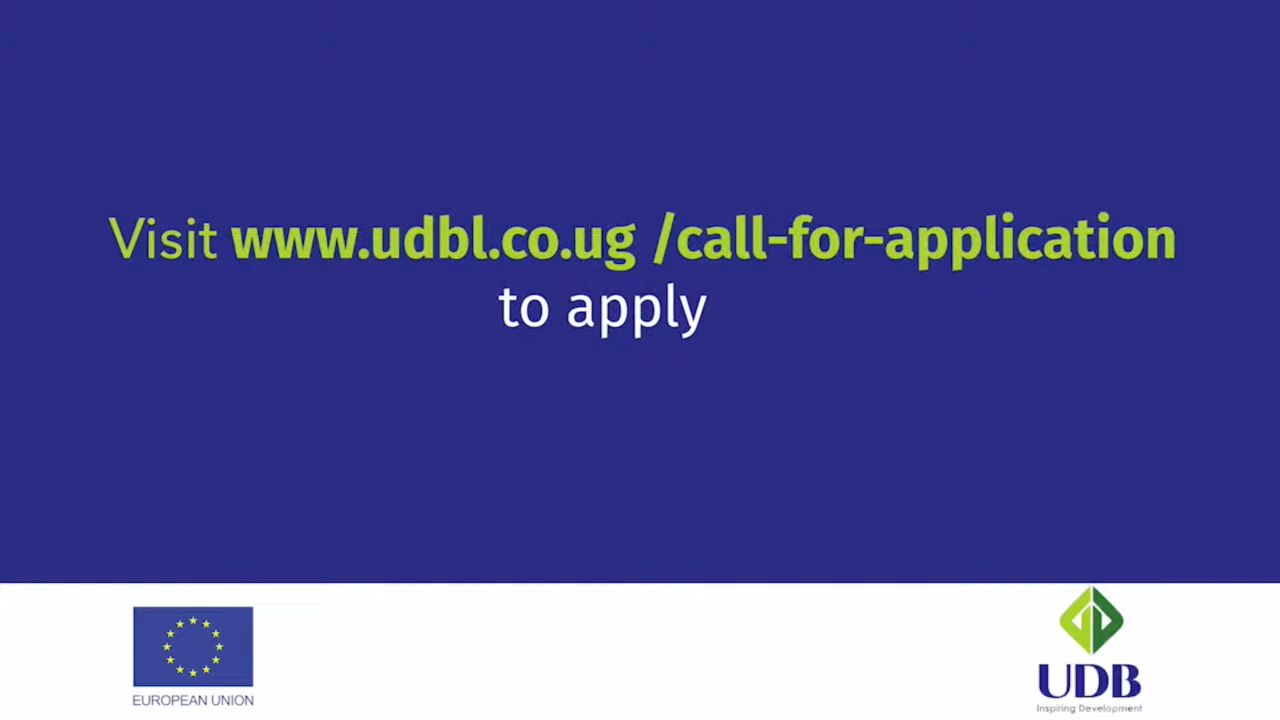 Visit www.udbl.co.ug /call-for-application
to apply
EUROPEAN UNION
UDB
Inspiring Development